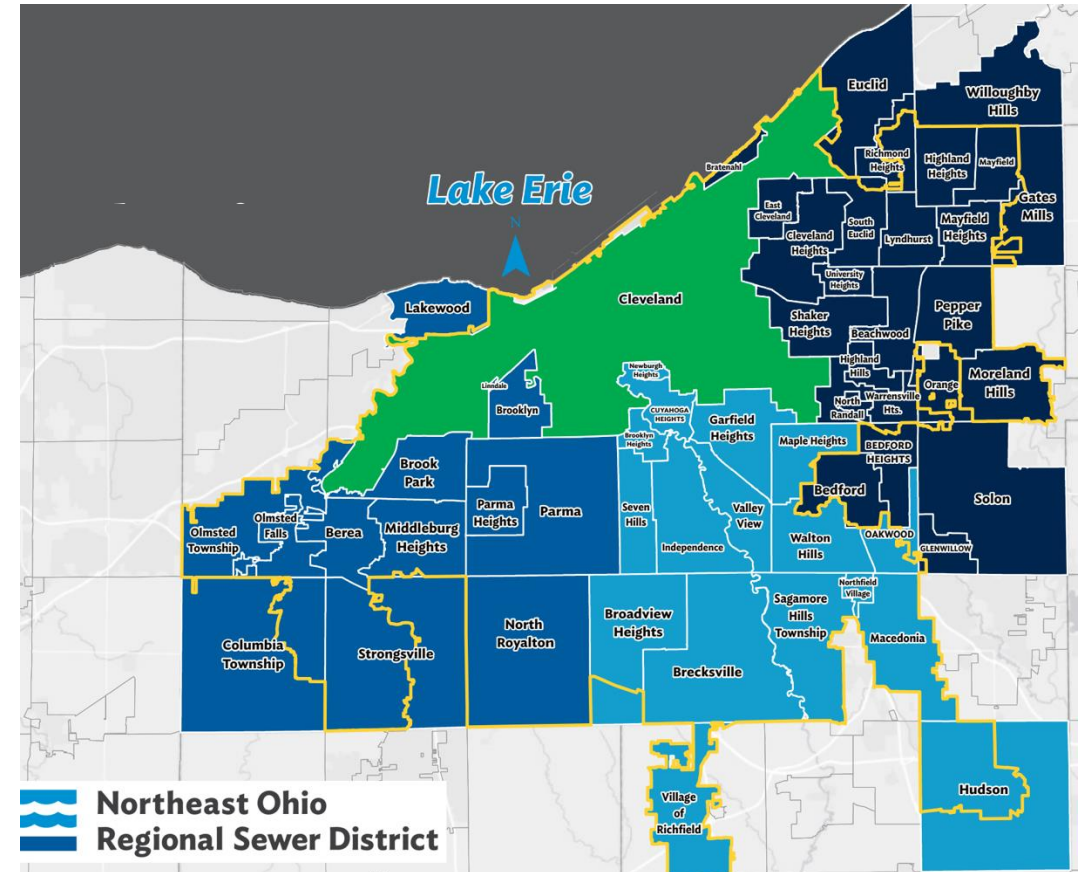 Euclid
Willoughby
Hills
Bratenahl
Richmond
Heights
Highland
Heights
Mayfield
Lake Erie
N
Gates
Mills
East
Cleveland
Cleveland
Heights
South
Euclid
Lyndhurst
Mayfield
Heights
University
Heights
Lakewood
Cleveland
Shaker
Heights
Beachwood
Pepper
Pike
Highland
Hills
Orange
Moreland
Hills
Linndale
Brooklyn
Newburgh
Heights
CUYAHOGA
HEIGHTS
Brooklyn
Heights
Garfield
Heights
North
Randall
Warrensville
Hts.
Maple Heights
BEDFORD
HEIGHTS
Bedford
Solon
Brook
Park
Parma
Heights
Parma
Seven
Hills
Independence
Valley
View
Walton
Hills
OAKWOOD
GLENWILLOW
Olmsted
Township
Olmsted
Falls
Berea
Middleburg
Heights
Columbia
Township
Strongsville
North
Royalton
Broadview
Heights
Brecksville
Sagamore
Hills
Township
Northfield
Village
Macedonia
Village
of
Richfield
Hudson
Northeast Ohio
Regional Sewer District